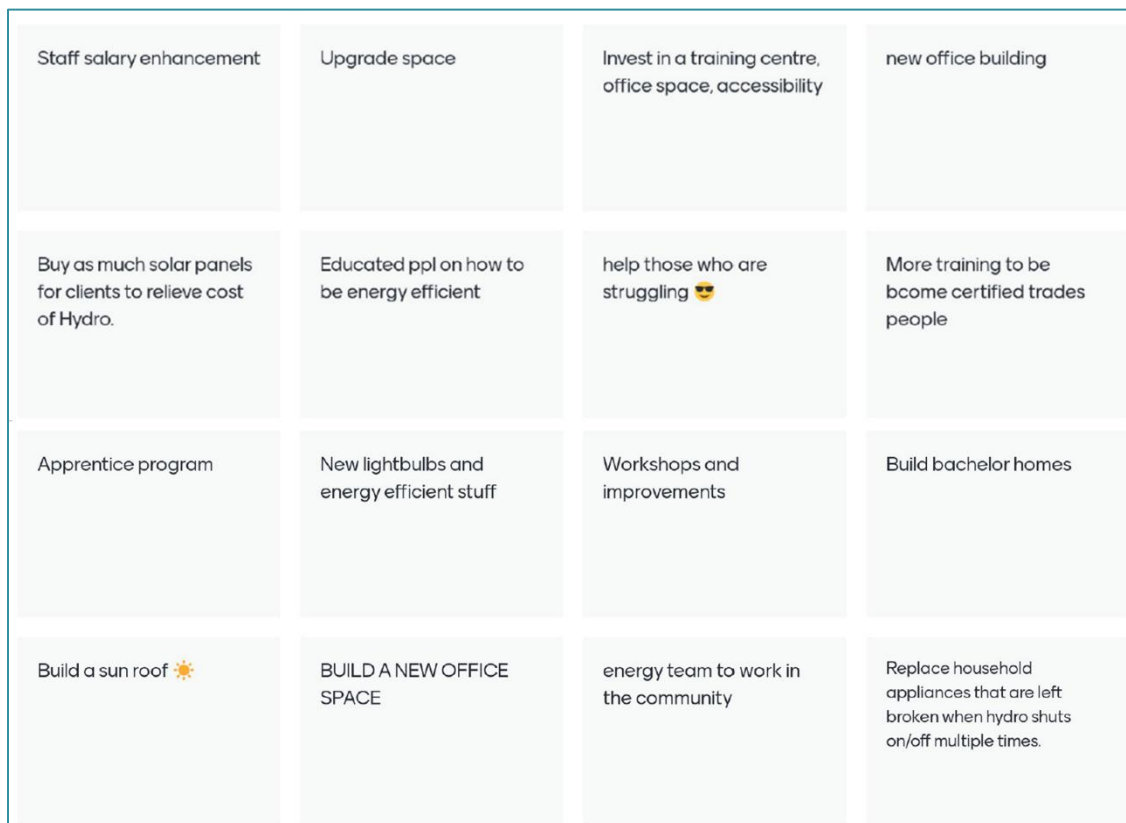 Staff salary enhancement
Upgrade space
Invest in a training centre,
office space, accessibility
new office building
Buy as much solar panels
for clients to relieve cost
of Hydro.
Educated ppl on how to
be energy efficient
help those who are
struggling 😎
More training to be
bcome certified trades
people
Apprentice program
New lightbulbs and
energy efficient stuff
Workshops and
improvements
Build bachelor homes
Build a sun roof ☀️
BUILD A NEW OFFICE
SPACE
energy team to work in
the community
Replace household
appliances that are left
broken when hydro shuts
on/off multiple times.